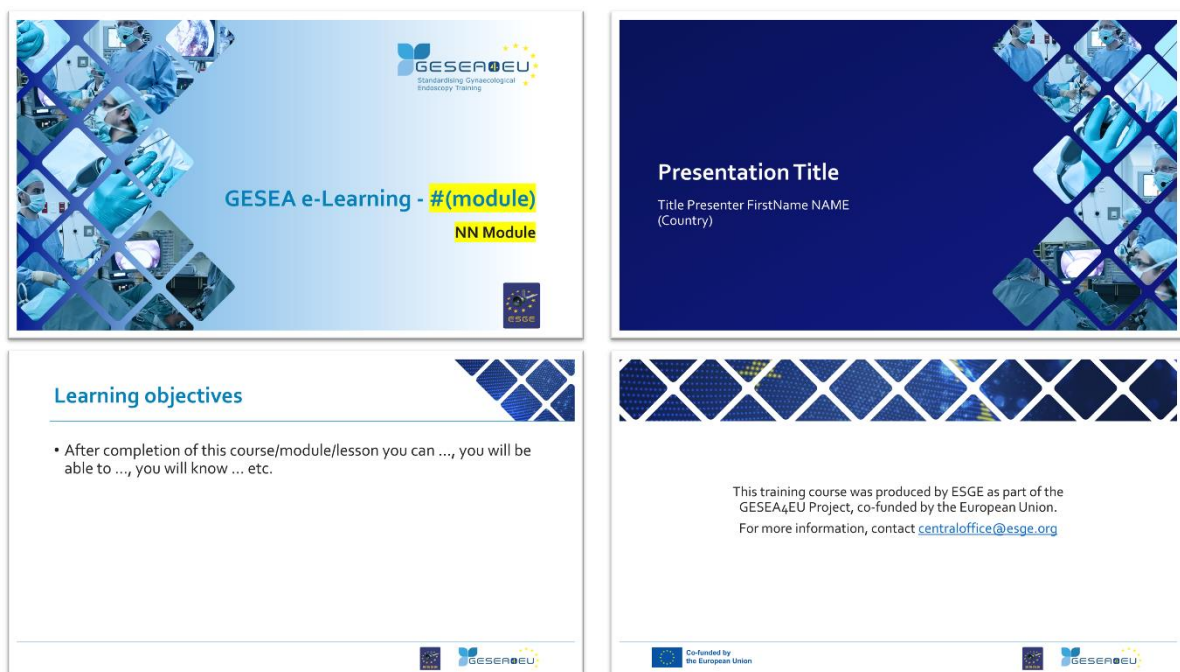 GESEA4EU
Standardising Gynaecological
Endoscopy Training
GESEA e-Learning - #(module)
NN Module
ESGE
Presentation Title
Title Presenter FirstName NAME
(Country)
Learning objectives
• After completion of this course/module/lesson you can ..., you will be
able to ..., you will know ... etc.
ESGE
GESEA4EU
This training course was produced by ESGE as part of the
GESEA4EU Project, co-funded by the European Union.
For more information, contact centraloffice@esge.org
Co-funded by
the European Union
ESGE
GESEA4EU